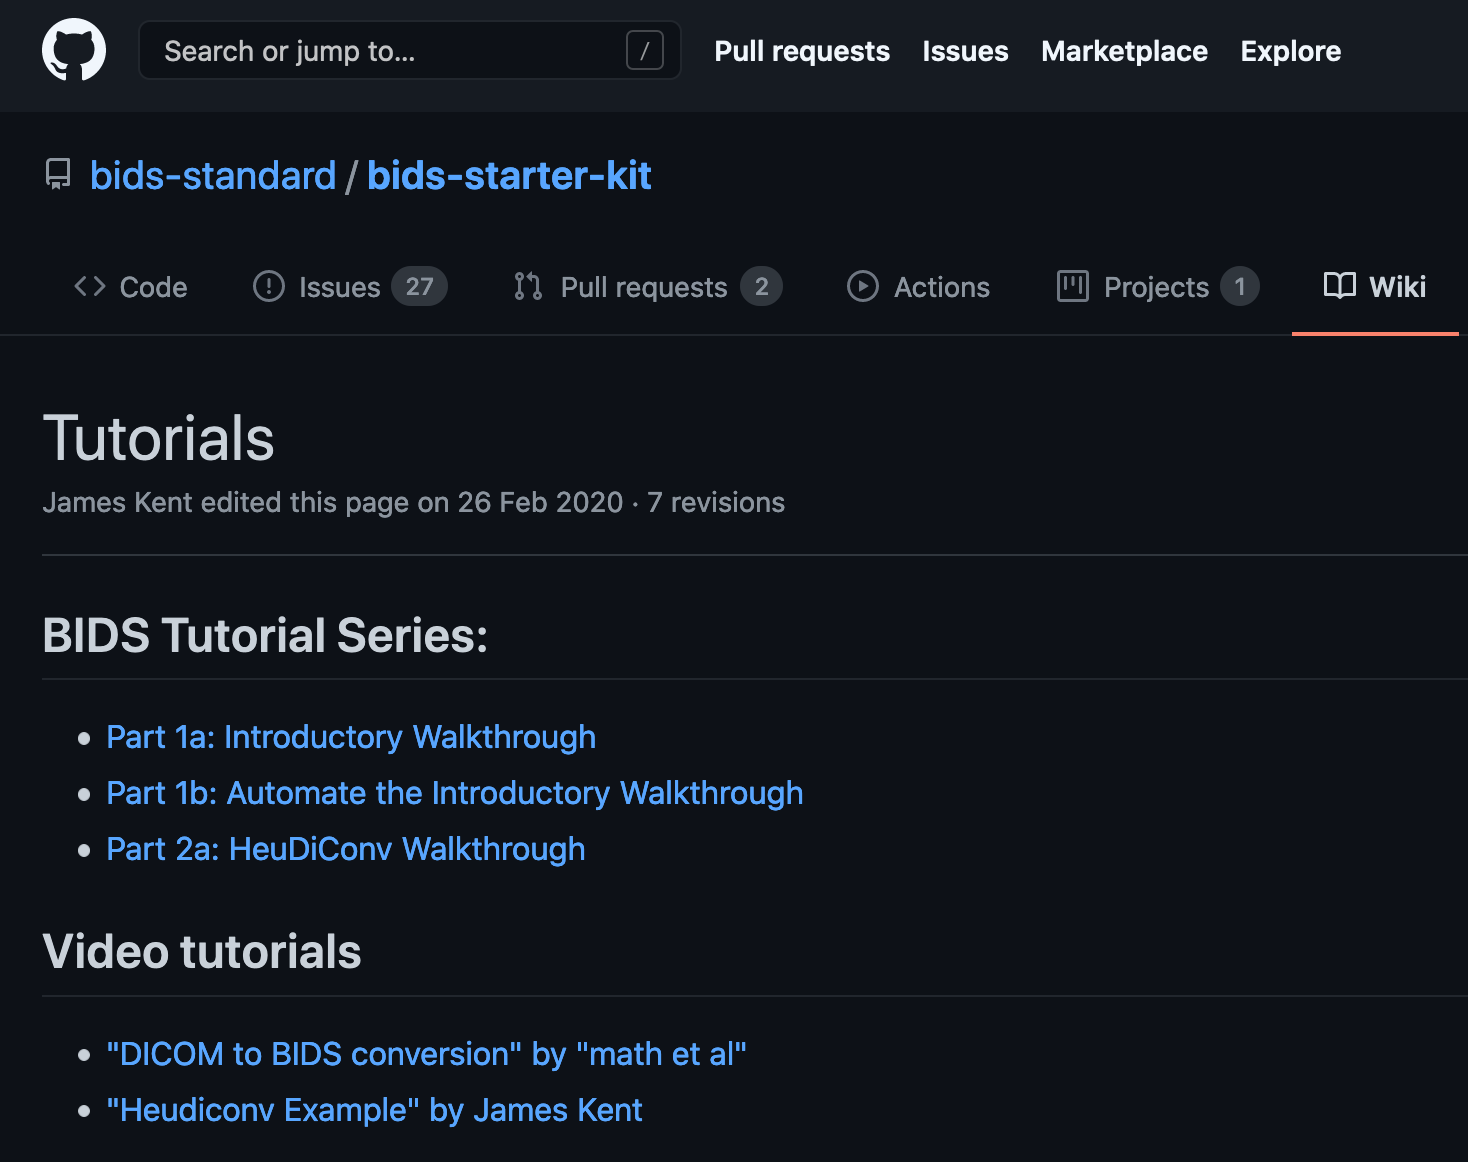 Search or jump to... /
Pull requests Issues Marketplace Explore
bids-standard / bids-starter-kit
Code Issues 27 Pull requests 2 Actions Projects 1 Wiki
Tutorials
James Kent edited this page on 26 Feb 2020 · 7 revisions
BIDS Tutorial Series:
Part 1a: Introductory Walkthrough
Part 1b: Automate the Introductory Walkthrough
Part 2a: HeuDiConv Walkthrough
Video tutorials
"DICOM to BIDS conversion" by "math et al"
"Heudiconv Example" by James Kent